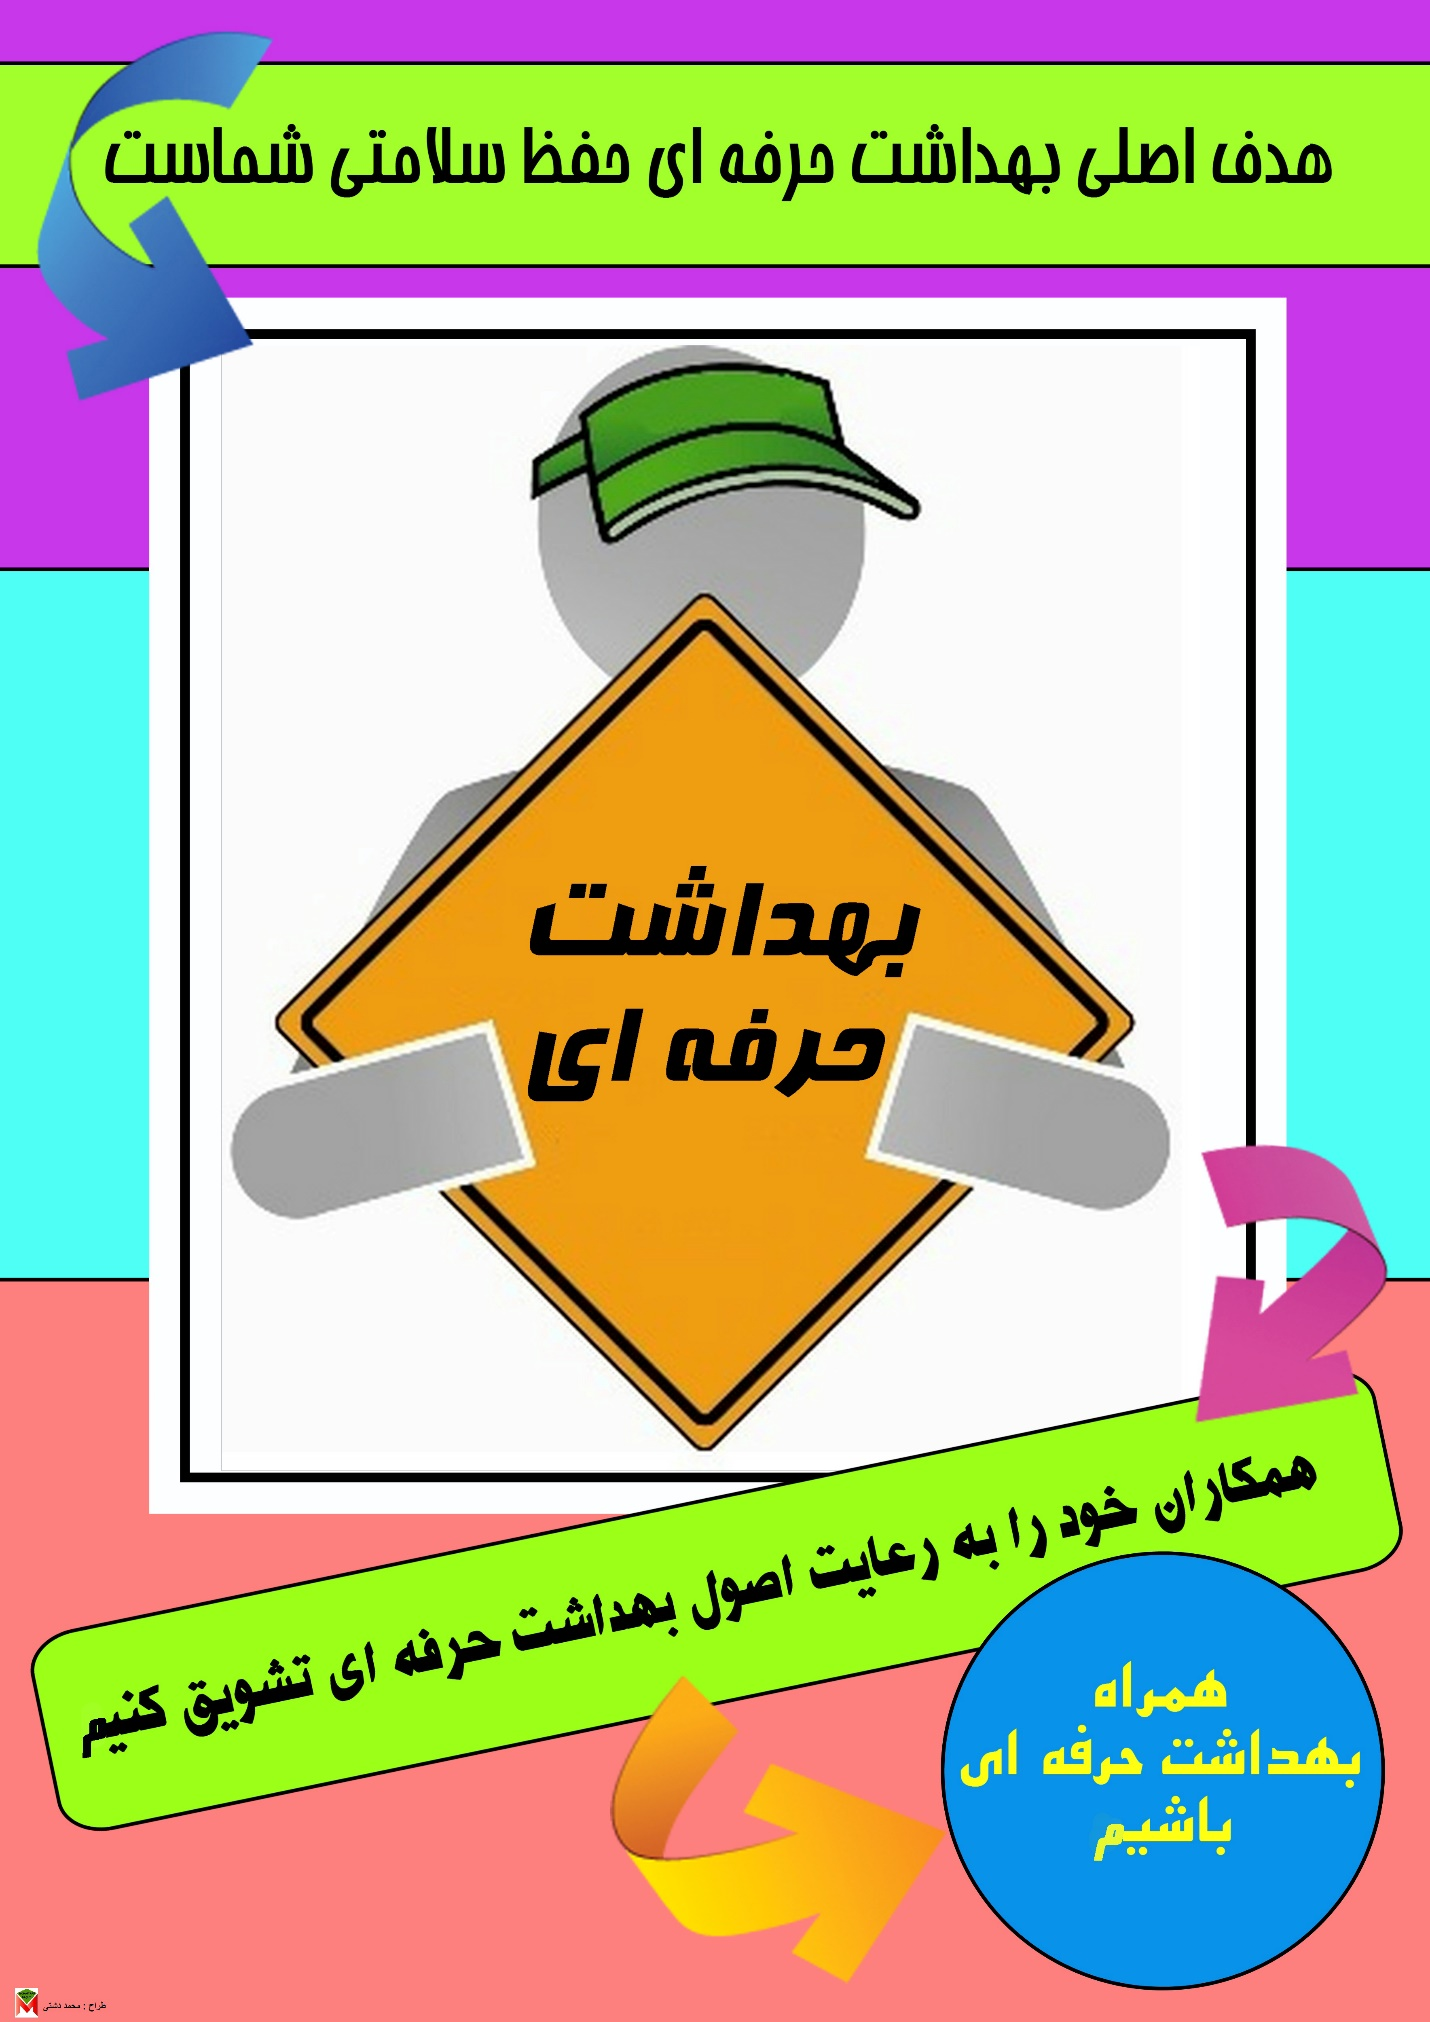 هدف اصلی بهداشت حرفه ای حفظ سلامتی شماست
بهداشت
حرفه ای
همکاران خود را به رعایت اصول بهداشت حرفه ای تشویق کنیم
همراه
بهداشت حرفه ای
باشیم
طراح : محمد دشتی